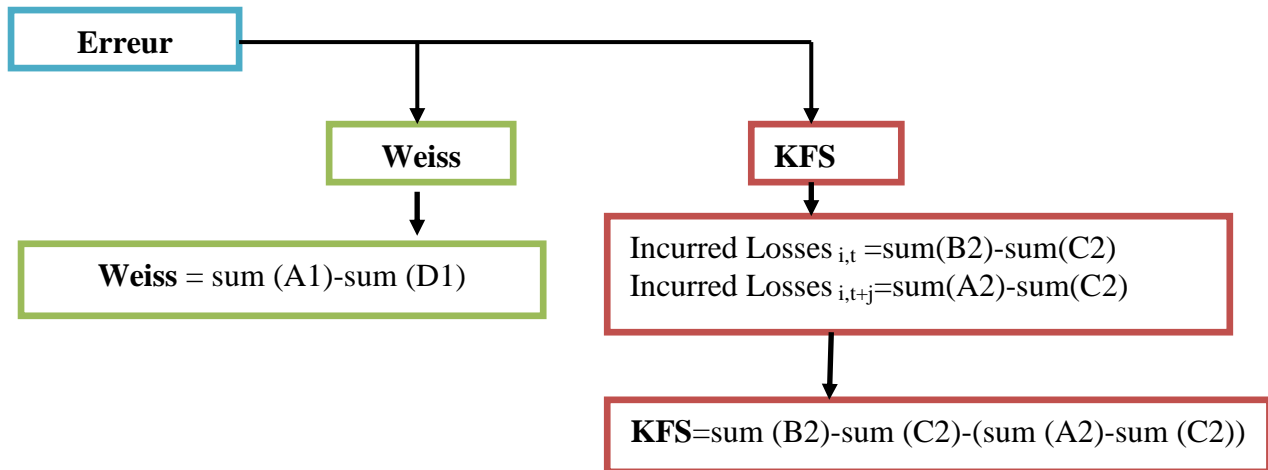 Erreur
Weiss
KFS
Weiss = sum (A1)-sum (D1)
Incurred Losses i,t =sum(B2)-sum(C2)
Incurred Losses i,t+j=sum(A2)-sum(C2)
KFS=sum (B2)-sum (C2)-(sum (A2)-sum (C2))